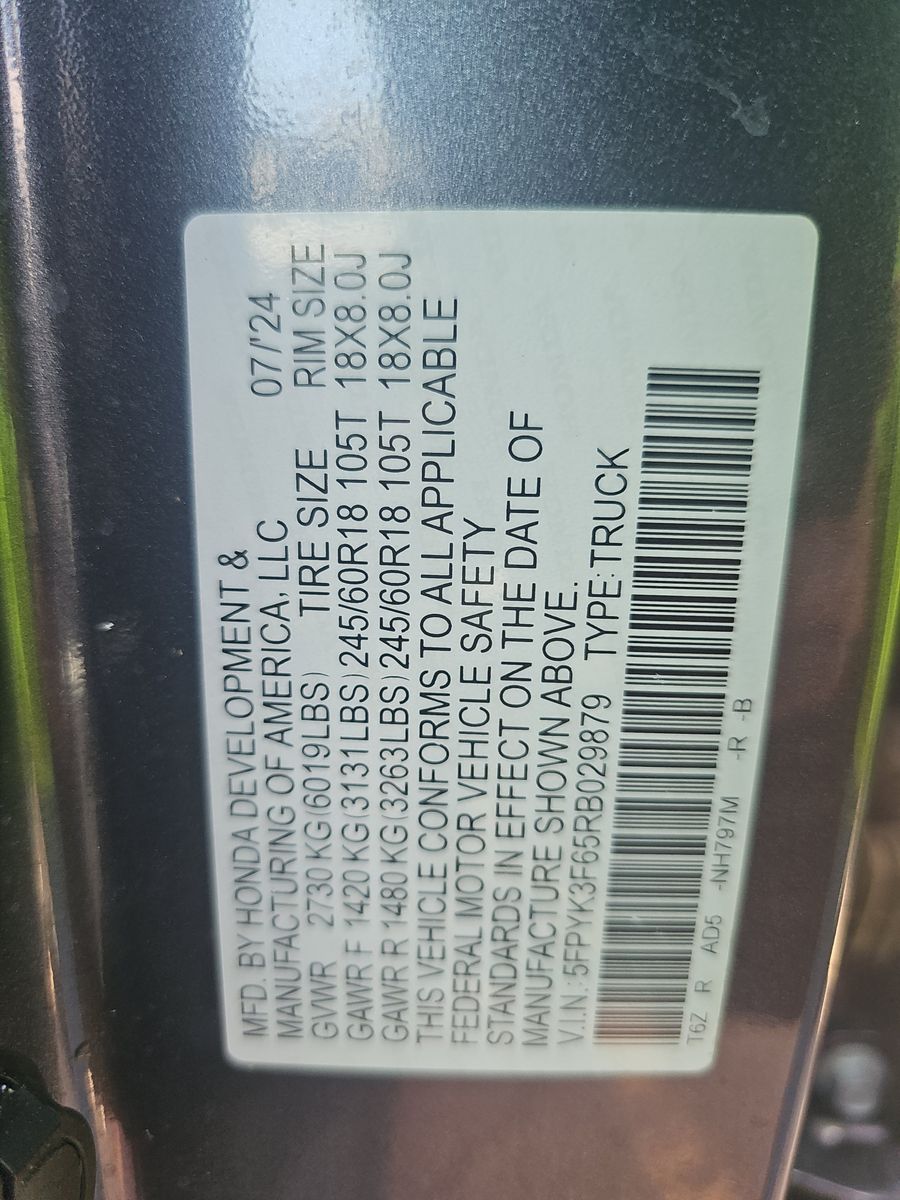 MFD. BY HONDA DEVELOPMENT &
MANUFACTURING OF AMERICA, LLC 07/'24
GVWR 2730 KG(6019LBS) TIRE SIZE RIM SIZE
GAWR F 1420 KG(3131LBS)245/60R18 105T 18X8.0J
GAWR R 1480 KG(3263LBS)245/60R18 105T 18X8.0J
THIS VEHICLE CONFORMS TO ALL APPLICABLE
FEDERAL MOTOR VEHICLE SAFETY
STANDARDS IN EFFECT ON THE DATE OF
MANUFACTURE SHOWN ABOVE.
V.I.N.:5FPYK3F65RB029879 TYPE:TRUCK
T6Z R AD5 -NH797M -R -B